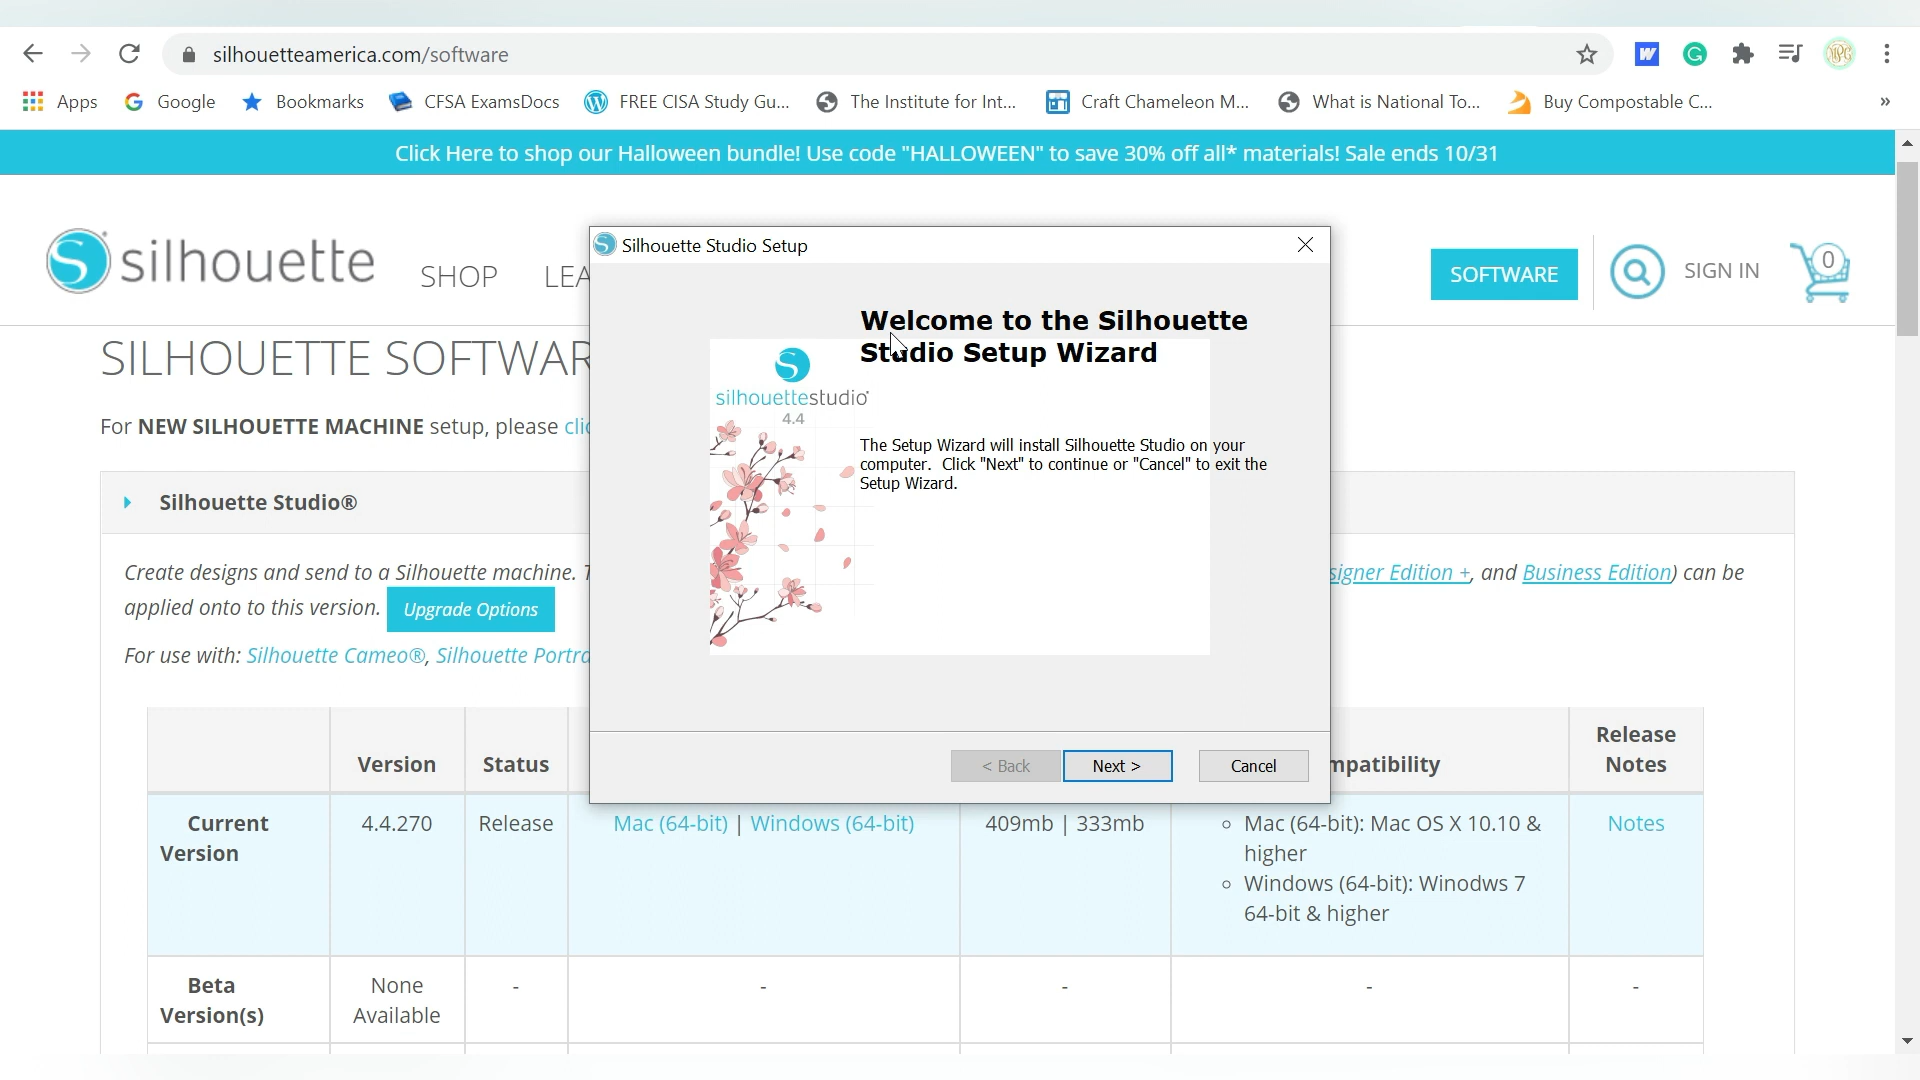 silhouetteamerica.com/software
Apps Google Bookmarks CFSA ExamsDocs FREE CISA Study Gu... The Institute for Int... Craft Chameleon M... What is National To... Buy Compostable C... »
Click Here to shop our Halloween bundle! Use code "HALLOWEEN" to save 30% off all* materials! Sale ends 10/31
silhouette SHOP LEA SOFTWARE SIGN IN 0
Silhouette Studio Setup
Welcome to the Silhouette
Studio Setup Wizard
silhouettestudio
4.4
The Setup Wizard will install Silhouette Studio on your
computer. Click "Next" to continue or "Cancel" to exit the
Setup Wizard.
< Back Next > Cancel
SILHOUETTE SOFTWAR
For NEW SILHOUETTE MACHINE setup, please clic
Silhouette Studio®
Create designs and send to a Silhouette machine. T signer Edition +, and Business Edition) can be
applied onto to this version. Upgrade Options
For use with: Silhouette Cameo®, Silhouette Portra
Version Status mpatibility Release
Notes
Current
Version 4.4.270 Release Mac (64-bit) | Windows (64-bit) 409mb | 333mb Mac (64-bit): Mac OS X 10.10 &
higher
Windows (64-bit): Winodws 7
64-bit & higher Notes
Beta
Version(s) None
Available - - - - -